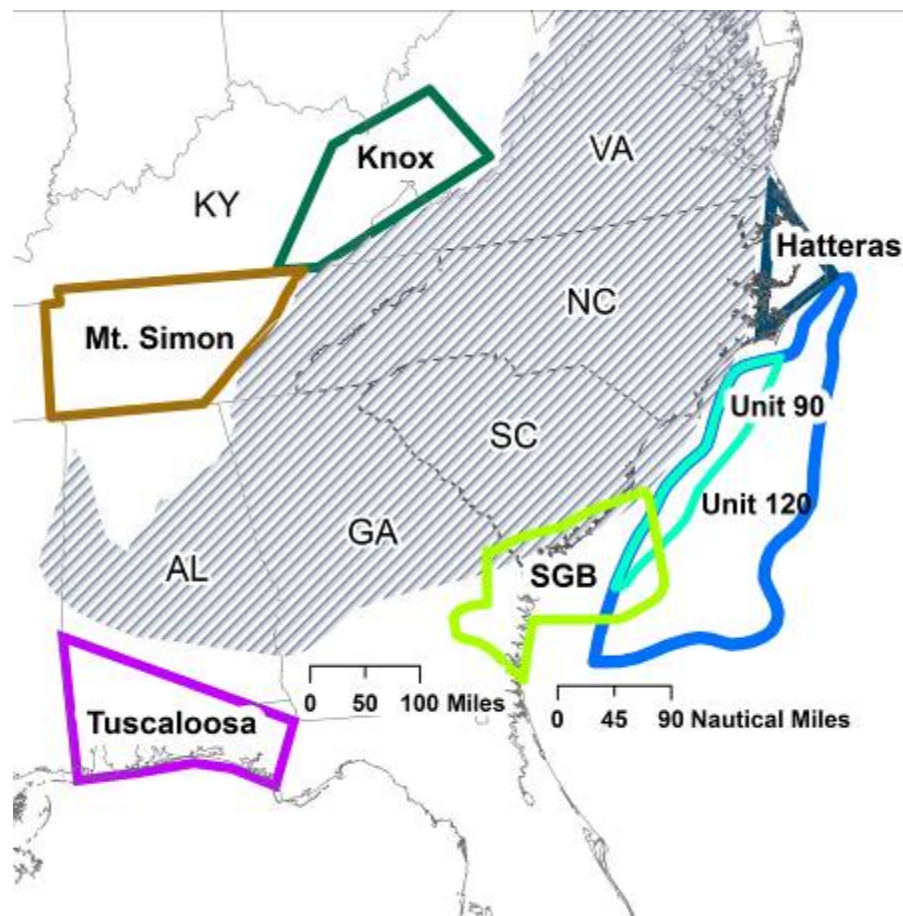 VA
Knox
KY
Hatteras
NC
Mt. Simon
Unit 90
SC
Unit 120
GA
SGB
AL
0 50 100 Miles
0 45 90 Nautical Miles
Tuscaloosa